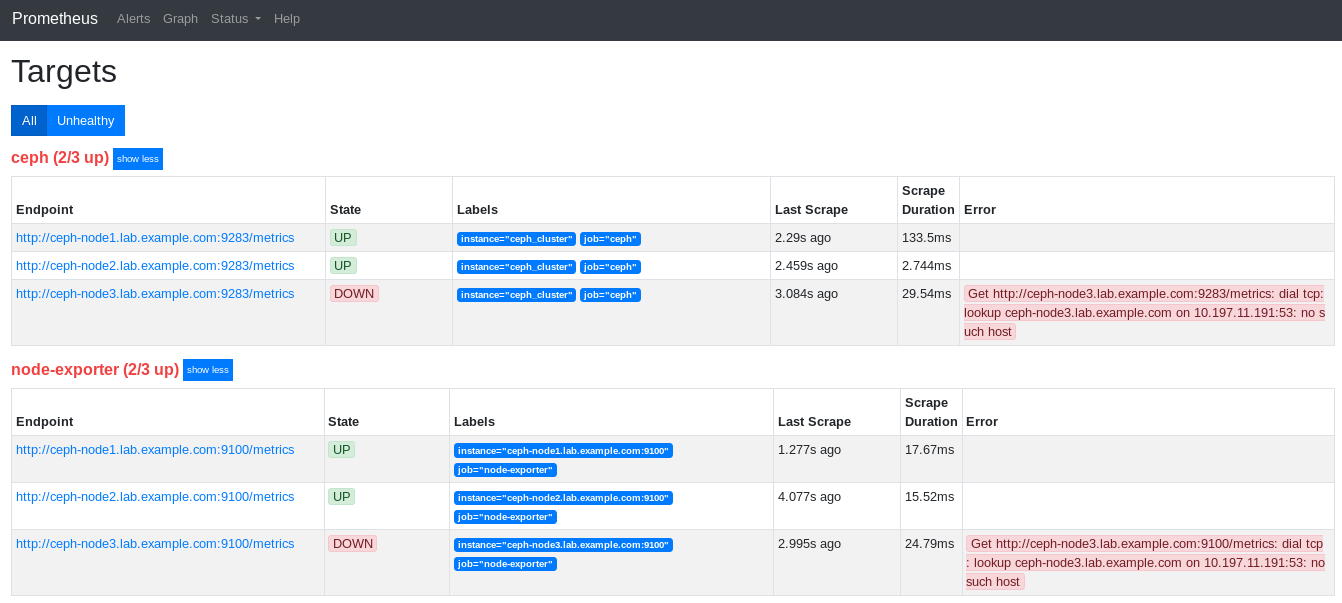 Prometheus Alerts Graph Status Help
Targets
All Unhealthy
ceph (2/3 up) show less
Endpoint State Labels Last Scrape Scrape Duration Error
http://ceph-node1.lab.example.com:9283/metrics UP instance="ceph_cluster" job="ceph" 2.29s ago 133.5ms
http://ceph-node2.lab.example.com:9283/metrics UP instance="ceph_cluster" job="ceph" 2.459s ago 2.744ms
http://ceph-node3.lab.example.com:9283/metrics DOWN instance="ceph_cluster" job="ceph" 3.084s ago 29.54ms Get http://ceph-node3.lab.example.com:9283/metrics: dial tcp:
lookup ceph-node3.lab.example.com on 10.197.11.191:53: no s
uch host
node-exporter (2/3 up) show less
Endpoint State Labels Last Scrape Scrape Duration Error
http://ceph-node1.lab.example.com:9100/metrics UP instance="ceph-node1.lab.example.com:9100" 1.277s ago 17.67ms
job="node-exporter"
http://ceph-node2.lab.example.com:9100/metrics UP instance="ceph-node2.lab.example.com:9100" 4.077s ago 15.52ms
job="node-exporter"
http://ceph-node3.lab.example.com:9100/metrics DOWN instance="ceph-node3.lab.example.com:9100" 2.995s ago 24.79ms Get http://ceph-node3.lab.example.com:9100/metrics: dial tcp
job="node-exporter" : lookup ceph-node3.lab.example.com on 10.197.11.191:53: no
such host